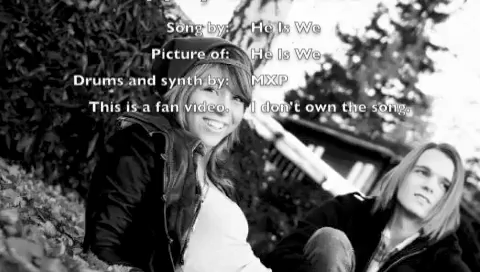 Song by: He Is We
Picture of: He Is We
Drums and synth by: MXP
This is a fan video. I don't own the song.